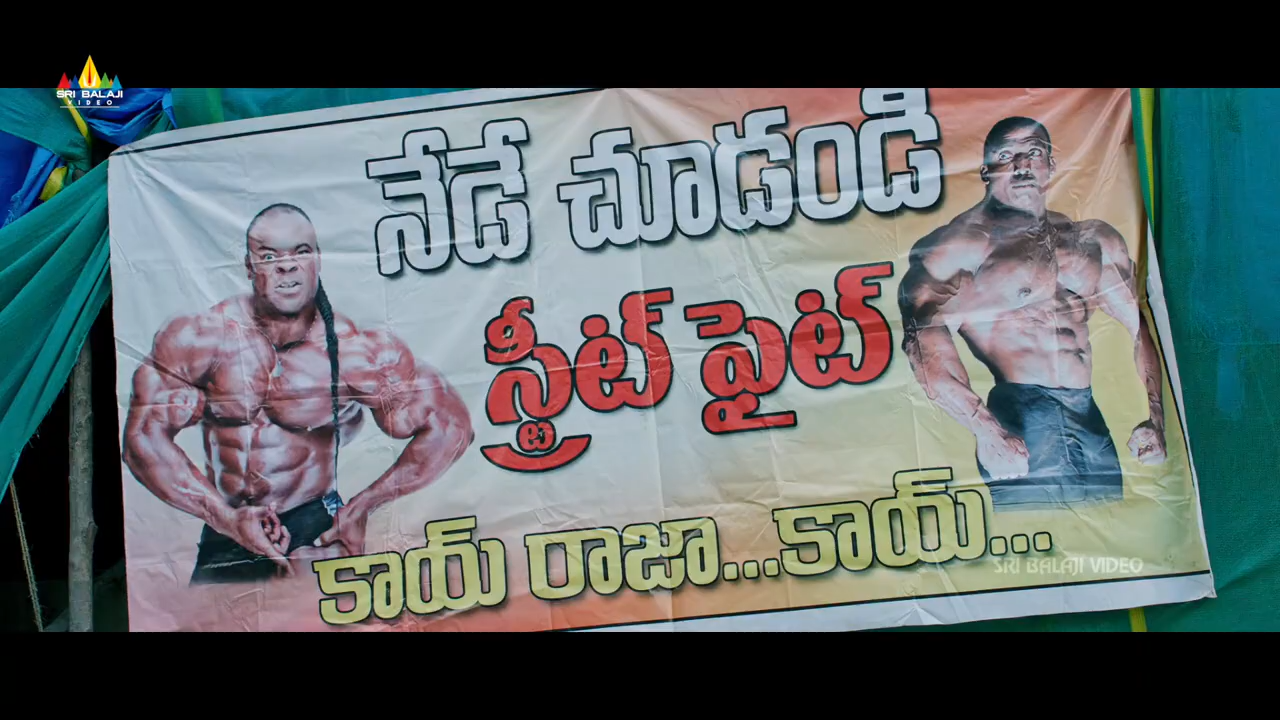 SRI BALAJI
VIDEO
నేడే చూడండి
స్ట్రీట్ ఫైట్
కాయ్ రాజా...కాయ్...
SRI BALAJI VIDEO